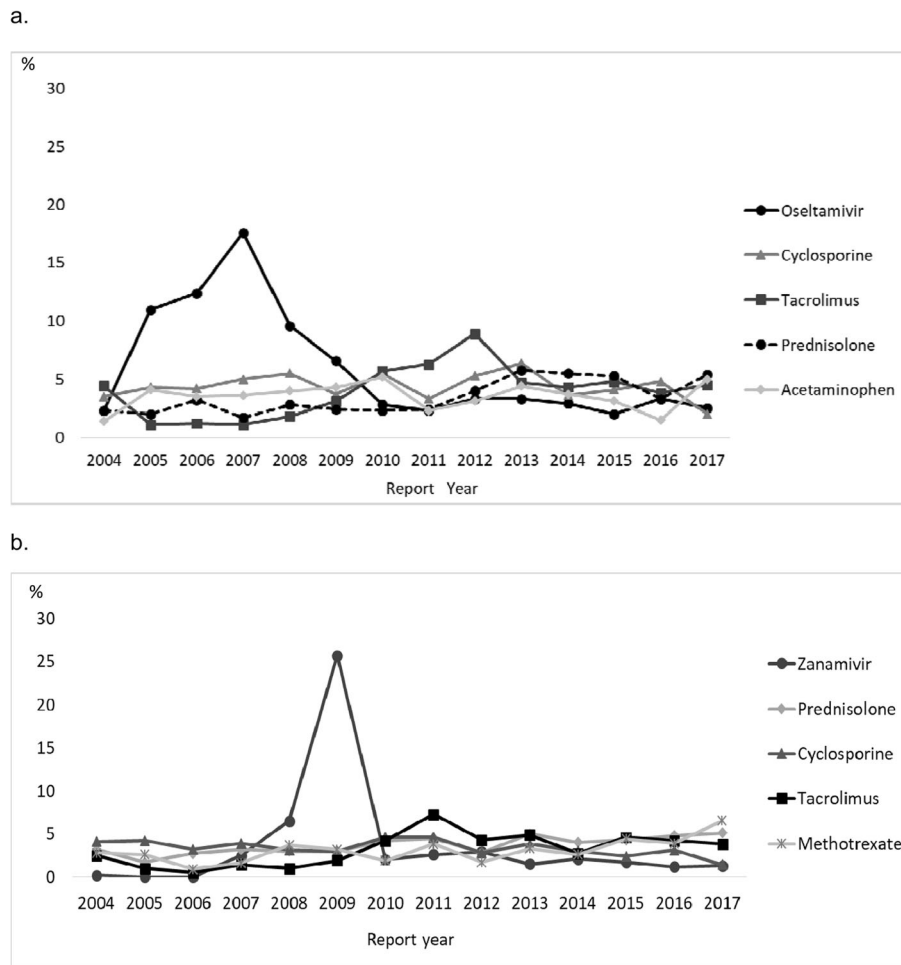 a.
%
30
25
20
15
10
5
0
2004 2005 2006 2007 2008 2009 2010 2011 2012 2013 2014 2015 2016 2017
Report Year
Oseltamivir
Cyclosporine
Tacrolimus
Prednisolone
Acetaminophen
b.
%
30
25
20
15
10
5
0
2004 2005 2006 2007 2008 2009 2010 2011 2012 2013 2014 2015 2016 2017
Report year
Zanamivir
Prednisolone
Cyclosporine
Tacrolimus
Methotrexate